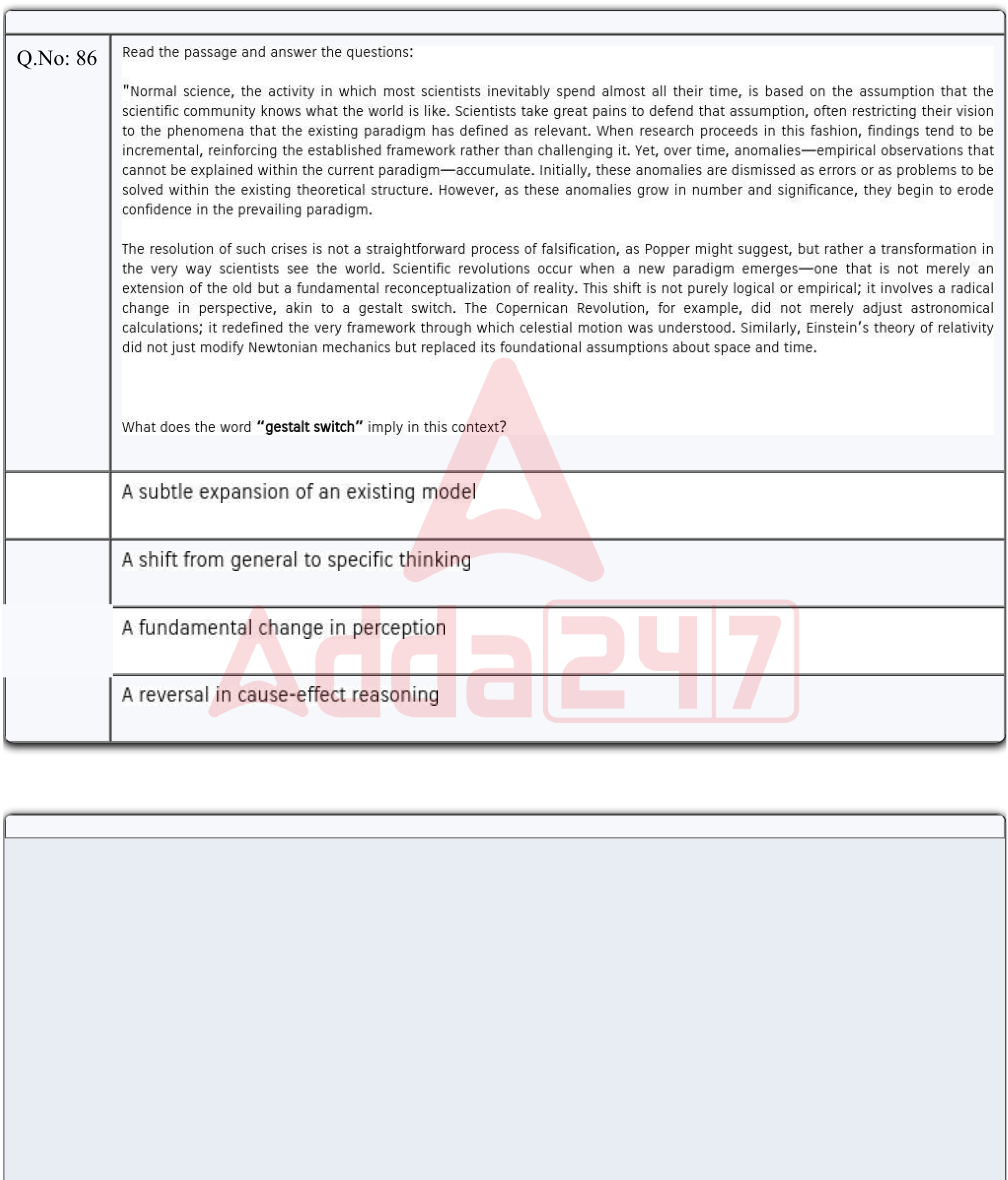 Q.No: 86
Read the passage and answer the questions:
"Normal science, the activity in which most scientists inevitably spend almost all their time, is based on the assumption that the
scientific community knows what the world is like. Scientists take great pains to defend that assumption, often restricting their vision
to the phenomena that the existing paradigm has defined as relevant. When research proceeds in this fashion, findings tend to be
incremental, reinforcing the established framework rather than challenging it. Yet, over time, anomalies—empirical observations that
cannot be explained within the current paradigm—accumulate. Initially, these anomalies are dismissed as errors or as problems to be
solved within the existing theoretical structure. However, as these anomalies grow in number and significance, they begin to erode
confidence in the prevailing paradigm.
The resolution of such crises is not a straightforward process of falsification, as Popper might suggest, but rather a transformation in
the very way scientists see the world. Scientific revolutions occur when a new paradigm emerges—one that is not merely an
extension of the old but a fundamental reconceptualization of reality. This shift is not purely logical or empirical; it involves a radical
change in perspective, akin to a gestalt switch. The Copernican Revolution, for example, did not merely adjust astronomical
calculations; it redefined the very framework through which celestial motion was understood. Similarly, Einstein's theory of relativity
did not just modify Newtonian mechanics but replaced its foundational assumptions about space and time.
What does the word “gestalt switch” imply in this context?
A subtle expansion of an existing model
A shift from general to specific thinking
A fundamental change in perception
A reversal in cause-effect reasoning
Adda247